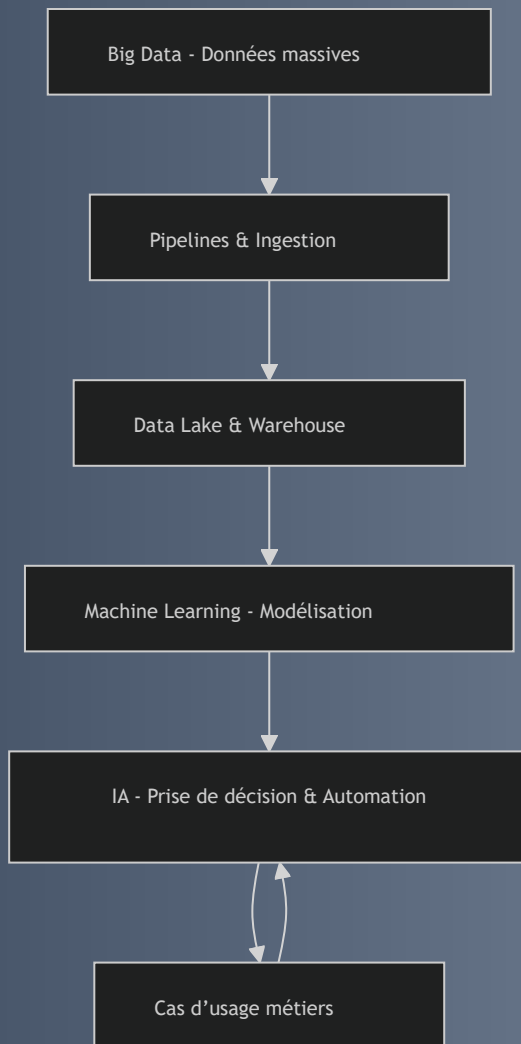 Big Data - Données massives
Pipelines & Ingestion
Data Lake & Warehouse
Machine Learning - Modélisation
IA - Prise de décision & Automation
Cas d’usage métiers